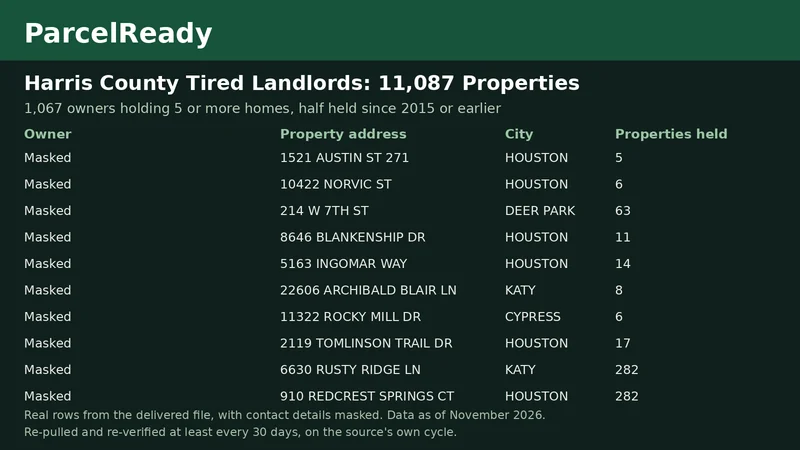 ParcelReady
Harris County Tired Landlords: 11,087 Properties
1,067 owners holding 5 or more homes, half held since 2015 or earlier
Owner Property address City Properties held
Masked 1521 AUSTIN ST 271 HOUSTON 5
Masked 10422 NORVIC ST HOUSTON 6
Masked 214 W 7TH ST DEER PARK 63
Masked 8646 BLANKENSHIP DR HOUSTON 11
Masked 5163 INGOMAR WAY HOUSTON 14
Masked 22606 ARCHIBALD BLAIR LN KATY 8
Masked 11322 ROCKY MILL DR CYPRESS 6
Masked 2119 TOMLINSON TRAIL DR HOUSTON 17
Masked 6630 RUSTY RIDGE LN KATY 282
Masked 910 REDCREST SPRINGS CT HOUSTON 282
Real rows from the delivered file, with contact details masked. Data as of November 2026.
Re-pulled and re-verified at least every 30 days, on the source's own cycle.